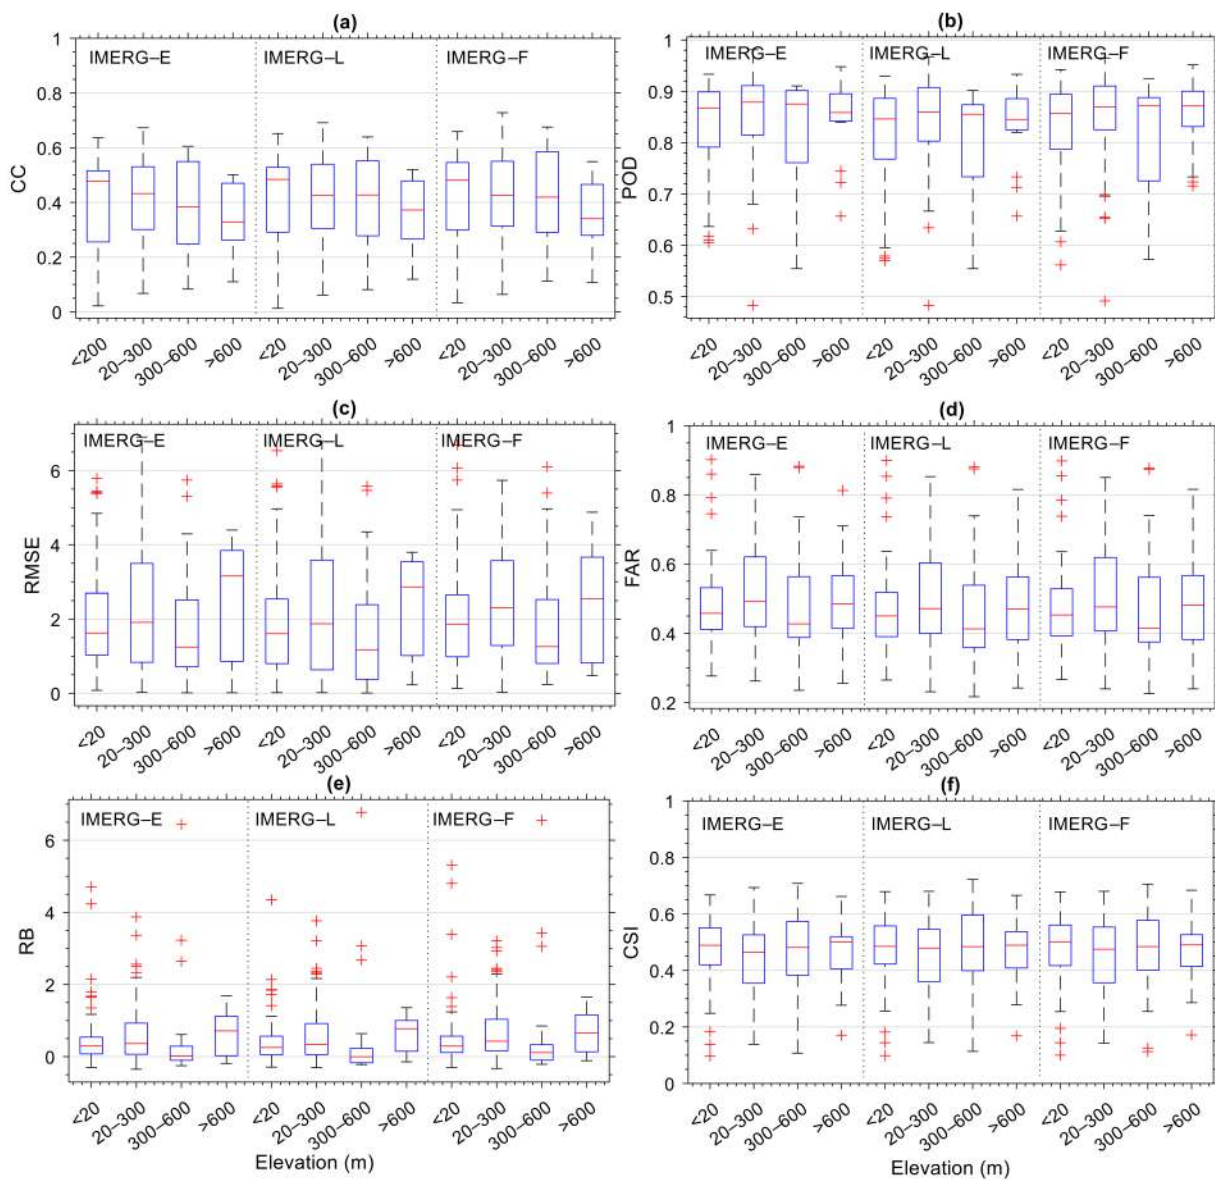 (a)
IMERG–E IMERG–L IMERG–F
1
0.8
0.6
0.4
0.2
0
CC
<200 20–300 300–600 >600 <20 20–300 300–600 >600 <20 20–300 300–600 >600
(b)
IMERG–E IMERG–L IMERG–F
1
0.9
0.8
0.7
0.6
0.5
POD
<20 20–300 300–600 >600 <20 20–300 300–600 >600 <20 20–300 300–600 >600
(c)
IMERG–E IMERG–L IMERG–F
6
4
2
0
RMSE
<20 20–300 300–600 >600 <20 20–300 300–600 >600 <20 20–300 300–600 >600
(d)
IMERG–E IMERG–L IMERG–F
1
0.8
0.6
0.4
0.2
FAR
<20 20–300 300–600 >600 <20 20–300 300–600 >600 <20 20–300 300–600 >600
(e)
IMERG–E IMERG–L IMERG–F
6
4
2
0
RB
<20 20–300 300–600 >600 <20 20–300 300–600 >600 <20 20–300 300–600 >600
Elevation (m)
(f)
IMERG–E IMERG–L IMERG–F
1
0.8
0.6
0.4
0.2
0
CSI
<20 20–300 300–600 >600 <20 20–300 300–600 >600 <20 20–300 300–600 >600
Elevation (m)